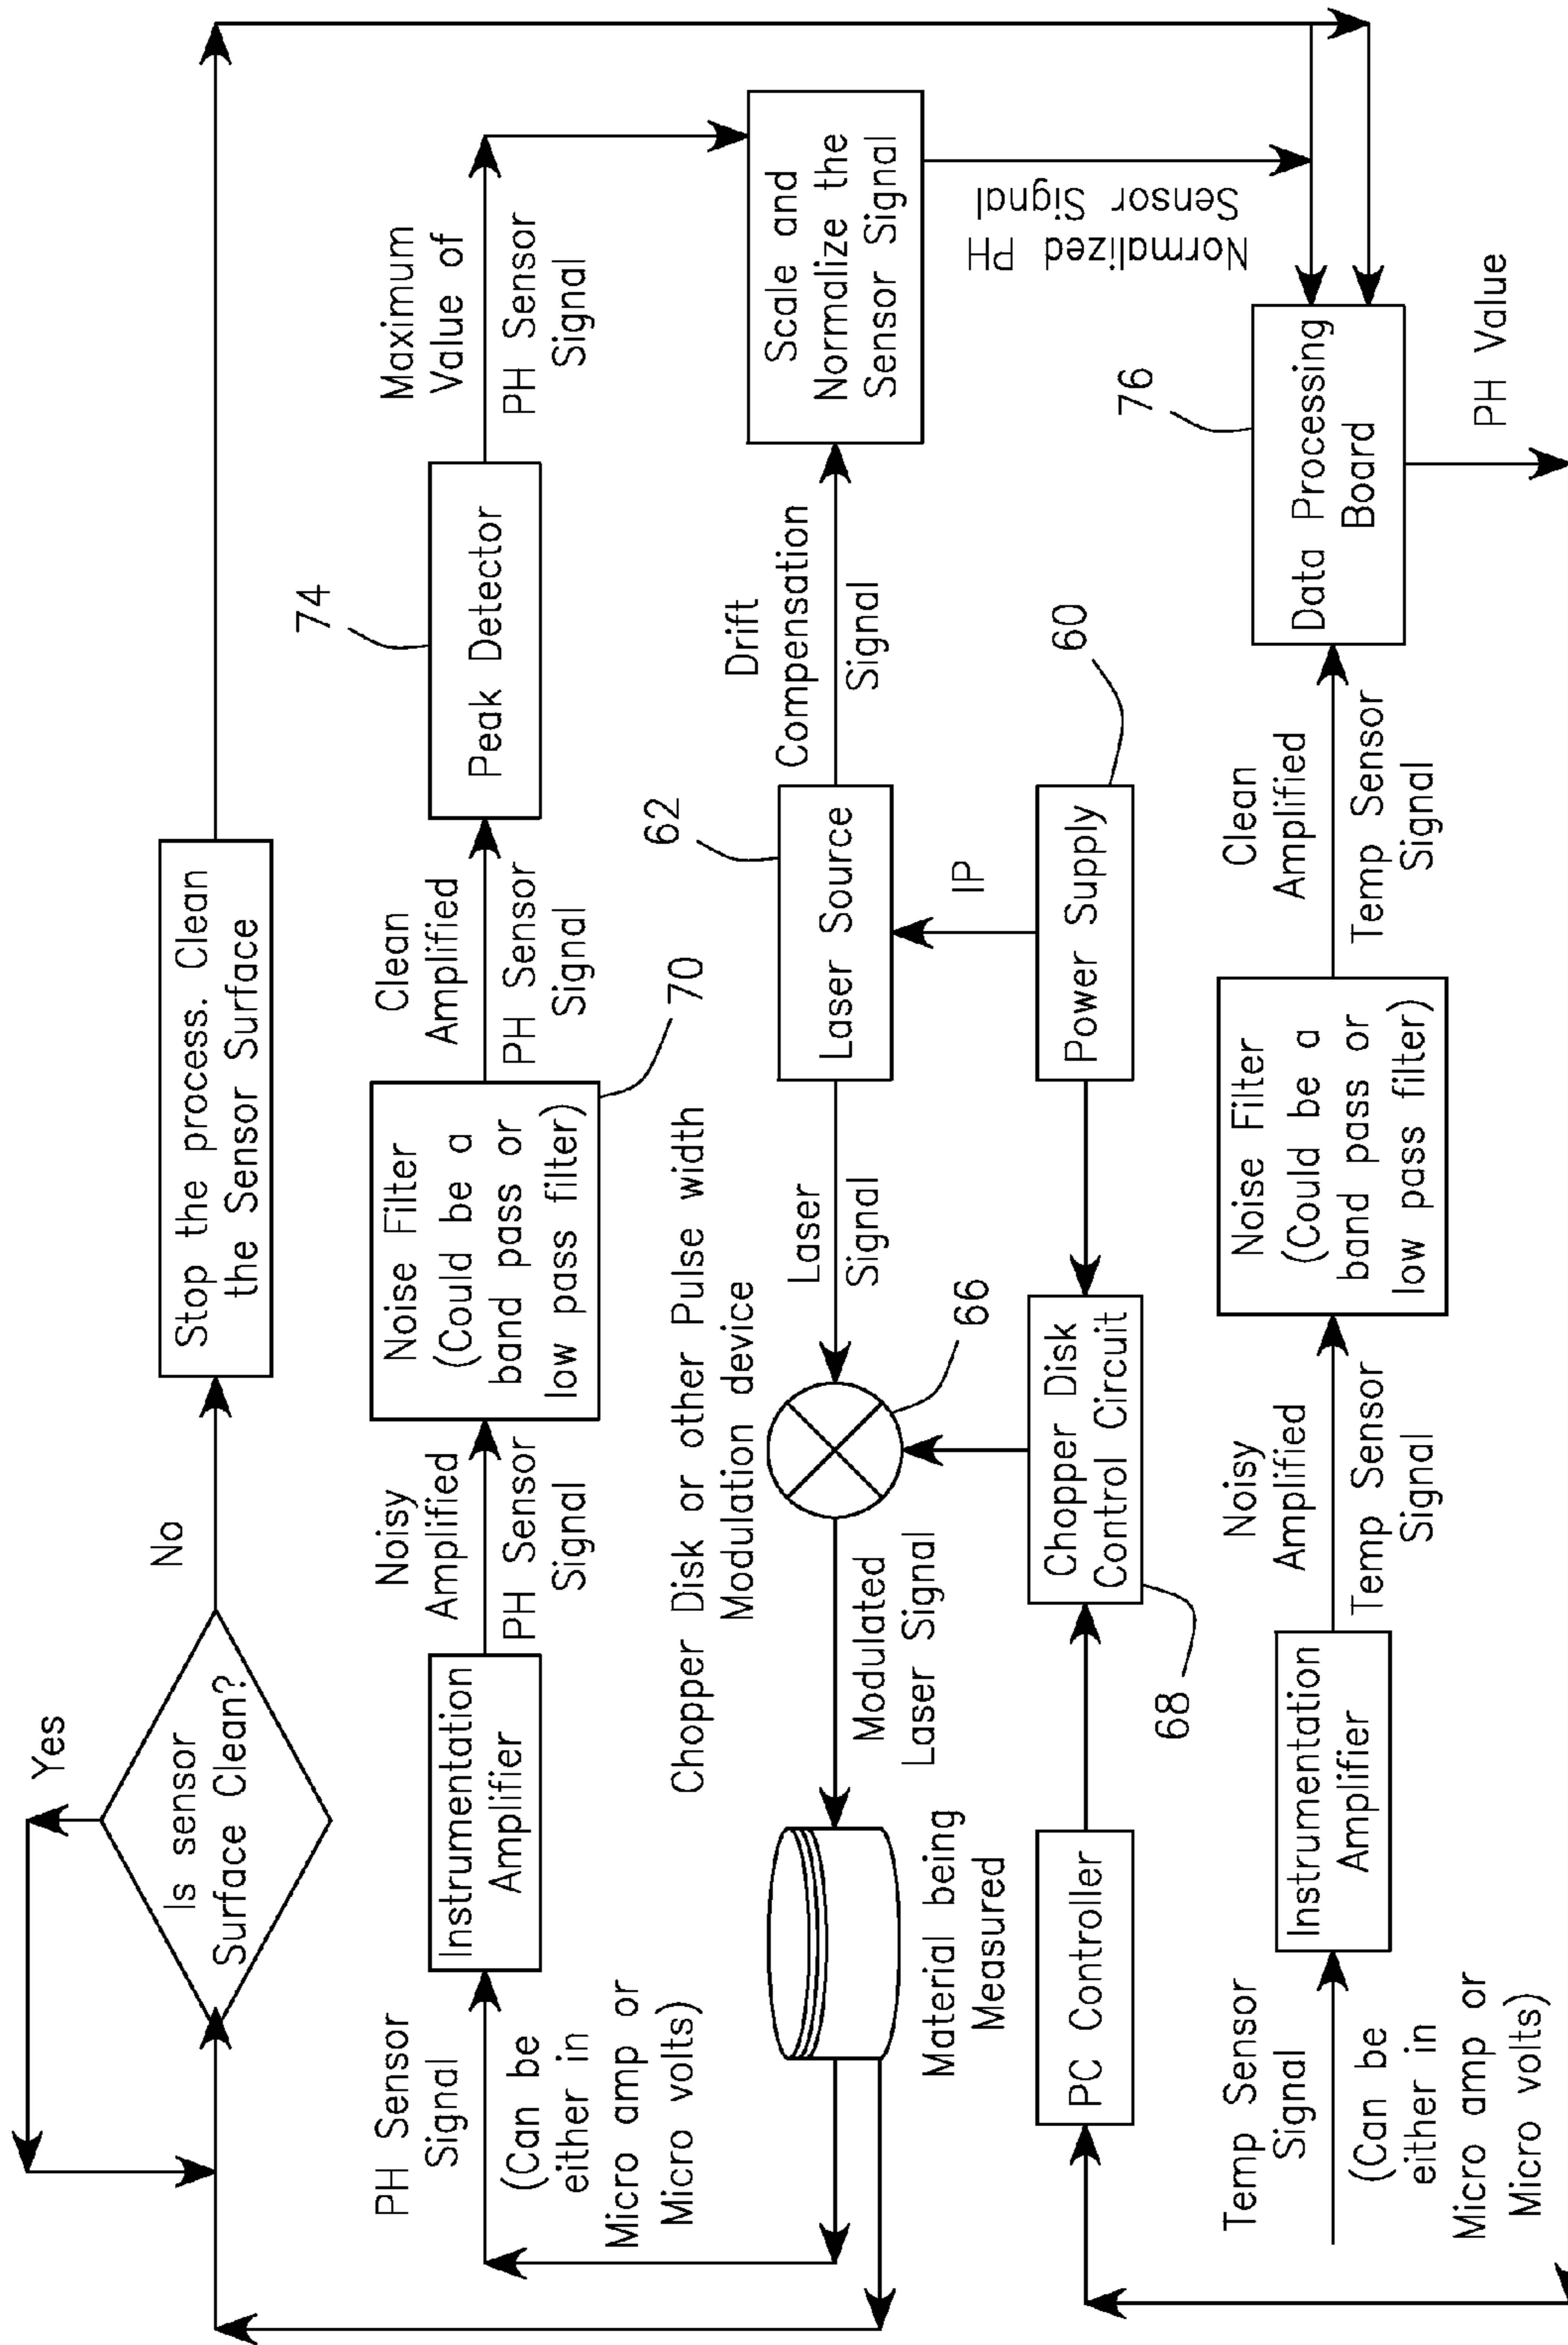 Yes
Is sensor
Surface Clean?
No
Stop the process. Clean
the Sensor Surface
PH Sensor
Signal
(Can be
either in
Micro amp or
Micro volts)
Instrumentation
Amplifier
Noisy
Amplified
PH Sensor
Signal
Noise Filter
(Could be a
band pass or
low pass filter)
70
Clean
Amplified
PH Sensor
Signal
74
Peak Detector
Maximum
Value of
PH Sensor
Signal
Material being
Measured
Chopper Disk or other Pulse width
Modulation device
Modulated
Laser Signal
66
Laser
Signal
62
Laser Source
Drift
Compensation
Signal
Scale and
Normalize the
Sensor Signal
Normalized PH
Sensor Signal
PC Controller
68
Chopper Disk
Control Circuit
IP
Power Supply
60
Temp Sensor
Signal
(Can be
either in
Micro amp or
Micro volts)
Instrumentation
Amplifier
Noisy
Amplified
Temp Sensor
Signal
Noise Filter
(Could be a
band pass or
low pass filter)
Clean
Amplified
Temp Sensor
Signal
76
Data Processing
Board
PH Value